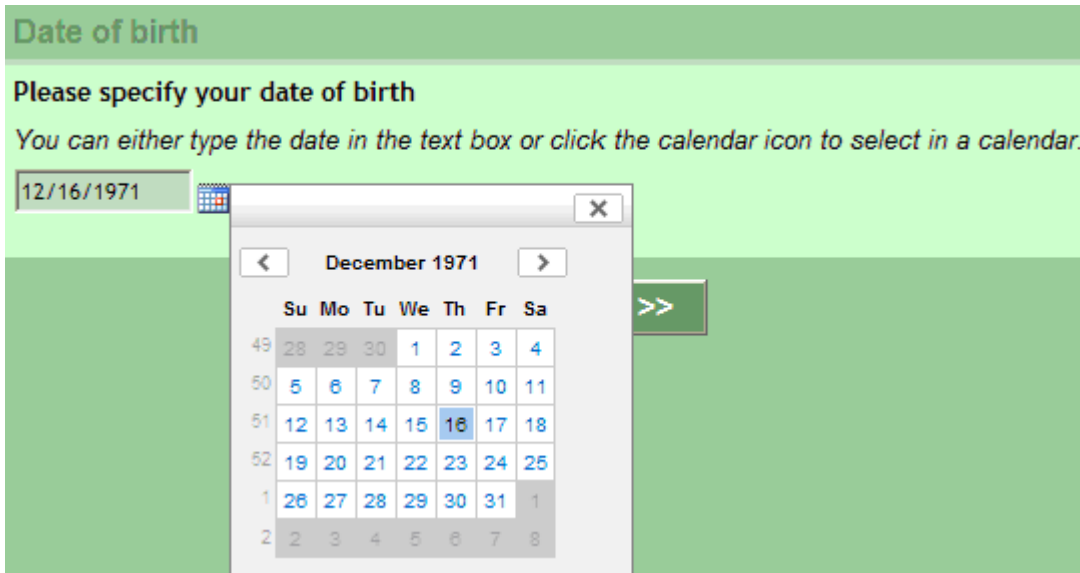 Date of birth
Please specify your date of birth
You can either type the date in the text box or click the calendar icon to select in a calendar.
12/16/1971
December 1971
Su Mo Tu We Th Fr Sa
49 28 29 30 1 2 3 4
50 5 6 7 8 9 10 11
51 12 13 14 15 16 17 18
52 19 20 21 22 23 24 25
1 26 27 28 29 30 31 1
2 2 3 4 5 6 7 8
>>